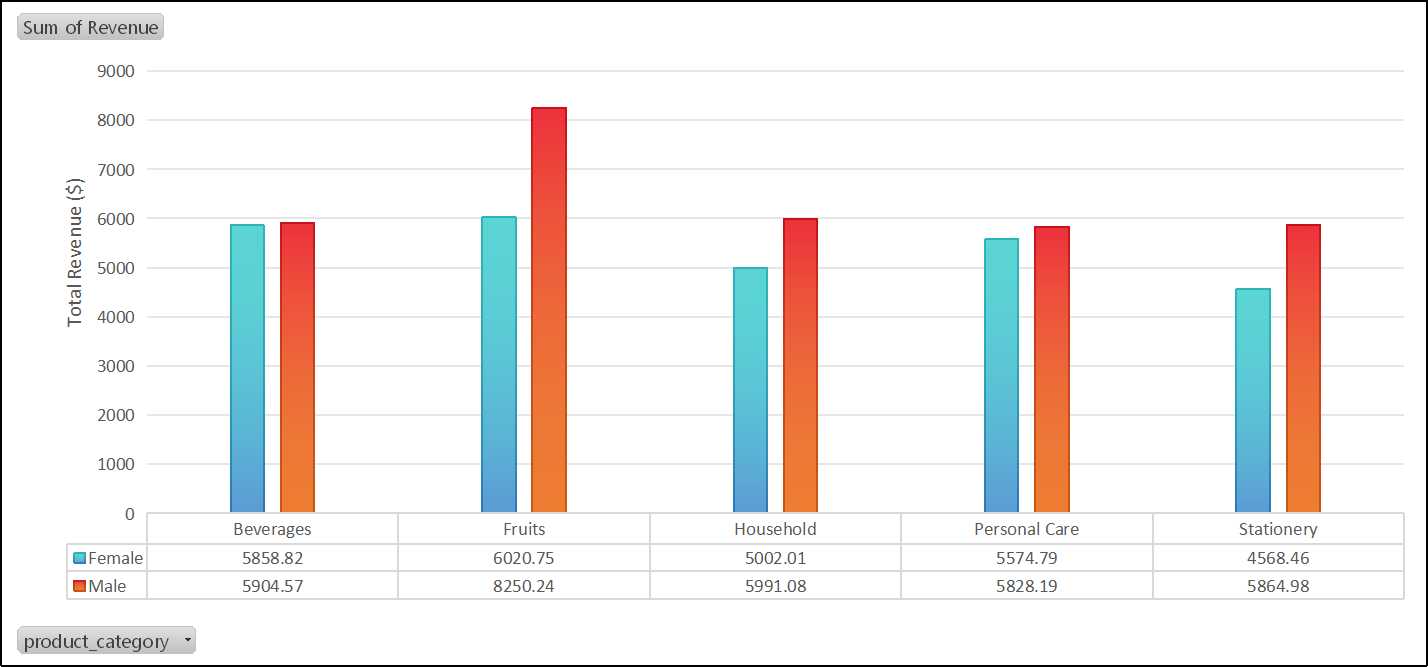 Sum of Revenue
Total Revenue ($)
9000
8000
7000
6000
5000
4000
3000
2000
1000
0
Beverages Fruits Household Personal Care Stationery
Female 5858.82 6020.75 5002.01 5574.79 4568.46
Male 5904.57 8250.24 5991.08 5828.19 5864.98
product_category